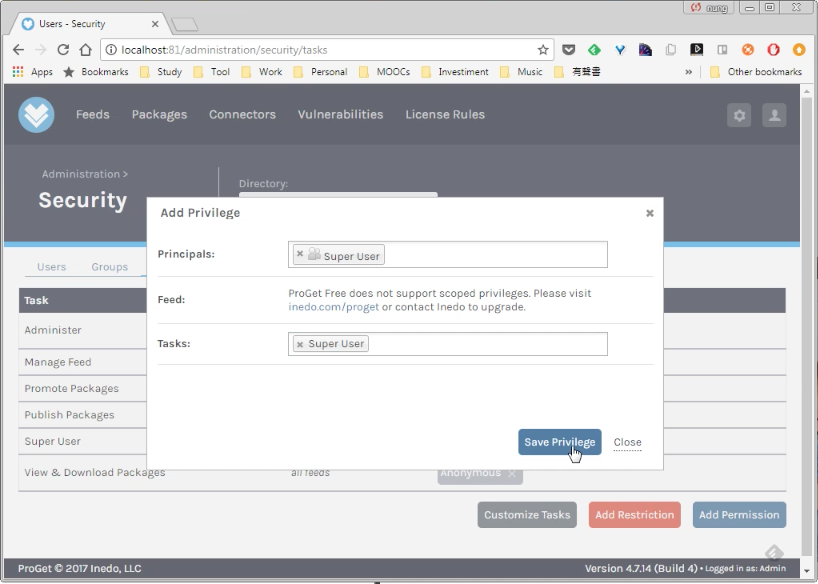 nung
Users - Security
localhost:81/administration/security/tasks
Apps Bookmarks Study Tool Work Personal MOOCs Investment Music 有聲書 » Other bookmarks
Feeds Packages Connectors Vulnerabilities License Rules
Administration >
Security
Directory:
Add Privilege
Principals: Super User
Feed: ProGet Free does not support scoped privileges. Please visit
inedo.com/proget or contact Inedo to upgrade.
Tasks: Super User
Save Privilege Close
Users Groups
Task
Administer
Manage Feed
Promote Packages
Publish Packages
Super User
View & Download Packages all feeds Anonymous
Customize Tasks Add Restriction Add Permission
ProGet © 2017 Inedo, LLC Version 4.7.14 (Build 4) • Logged in as: Admin